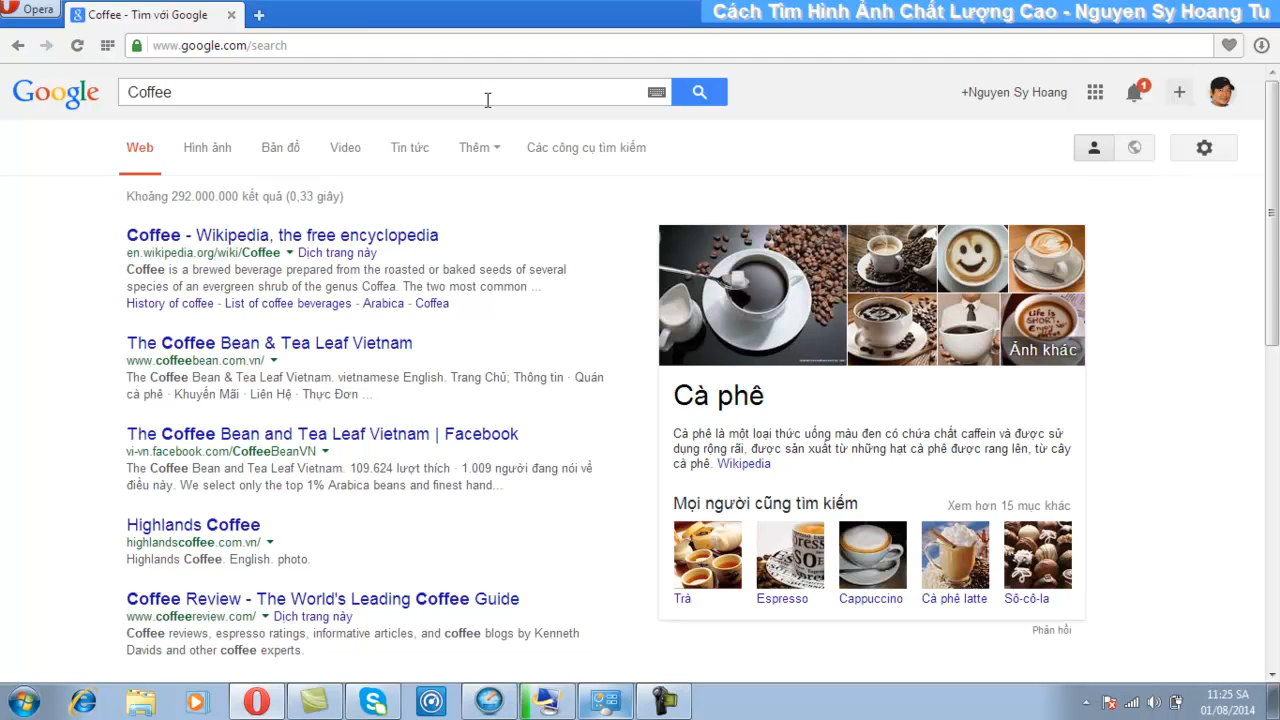 Opera
Coffee - Tìm với Google
Cách Tìm Hình Ảnh Chất Lượng Cao - Nguyen Sy Hoang Tu
www.google.com/search
Google
Coffee
+Nguyen Sy Hoang
1
Web
Hình ảnh
Bản đồ
Video
Tin tức
Thêm
Các công cụ tìm kiếm
Khoảng 292.000.000 kết quả (0,33 giây)
Coffee - Wikipedia, the free encyclopedia
en.wikipedia.org/wiki/Coffee Dịch trang này
Coffee is a brewed beverage prepared from the roasted or baked seeds of several
species of an evergreen shrub of the genus Coffea. The two most common ...
History of coffee - List of coffee beverages - Arabica - Coffea
The Coffee Bean & Tea Leaf Vietnam
www.coffeebean.com.vn/
The Coffee Bean & Tea Leaf Vietnam. vietnamese English. Trang Chủ; Thông tin · Quán
cà phê · Khuyến Mãi · Liên Hệ · Thực Đơn ...
The Coffee Bean and Tea Leaf Vietnam | Facebook
vi-vn.facebook.com/CoffeeBeanVN
The Coffee Bean and Tea Leaf Vietnam. 109.624 lượt thích · 1.009 người đang nói về
điều này. We select only the top 1% Arabica beans and finest hand...
Highlands Coffee
highlandscoffee.com.vn/
Highlands Coffee. English. photo.
Coffee Review - The World's Leading Coffee Guide
www.coffeereview.com/ Dịch trang này
Coffee reviews, espresso ratings, informative articles, and coffee blogs by Kenneth
Davids and other coffee experts.
Life is
SHORT.
Enjoy
Ảnh khác
Cà phê
Cà phê là một loại thức uống màu đen có chứa chất caffein và được sử
dụng rộng rãi, được sản xuất từ những hạt cà phê được rang lên, từ cây
cà phê. Wikipedia
Mọi người cũng tìm kiếm
Xem hơn 15 mục khác
Trà
Espresso
Cappuccino
Cà phê latte
Sô-cô-la
Phản hồi
11:25 SA
01/08/2014